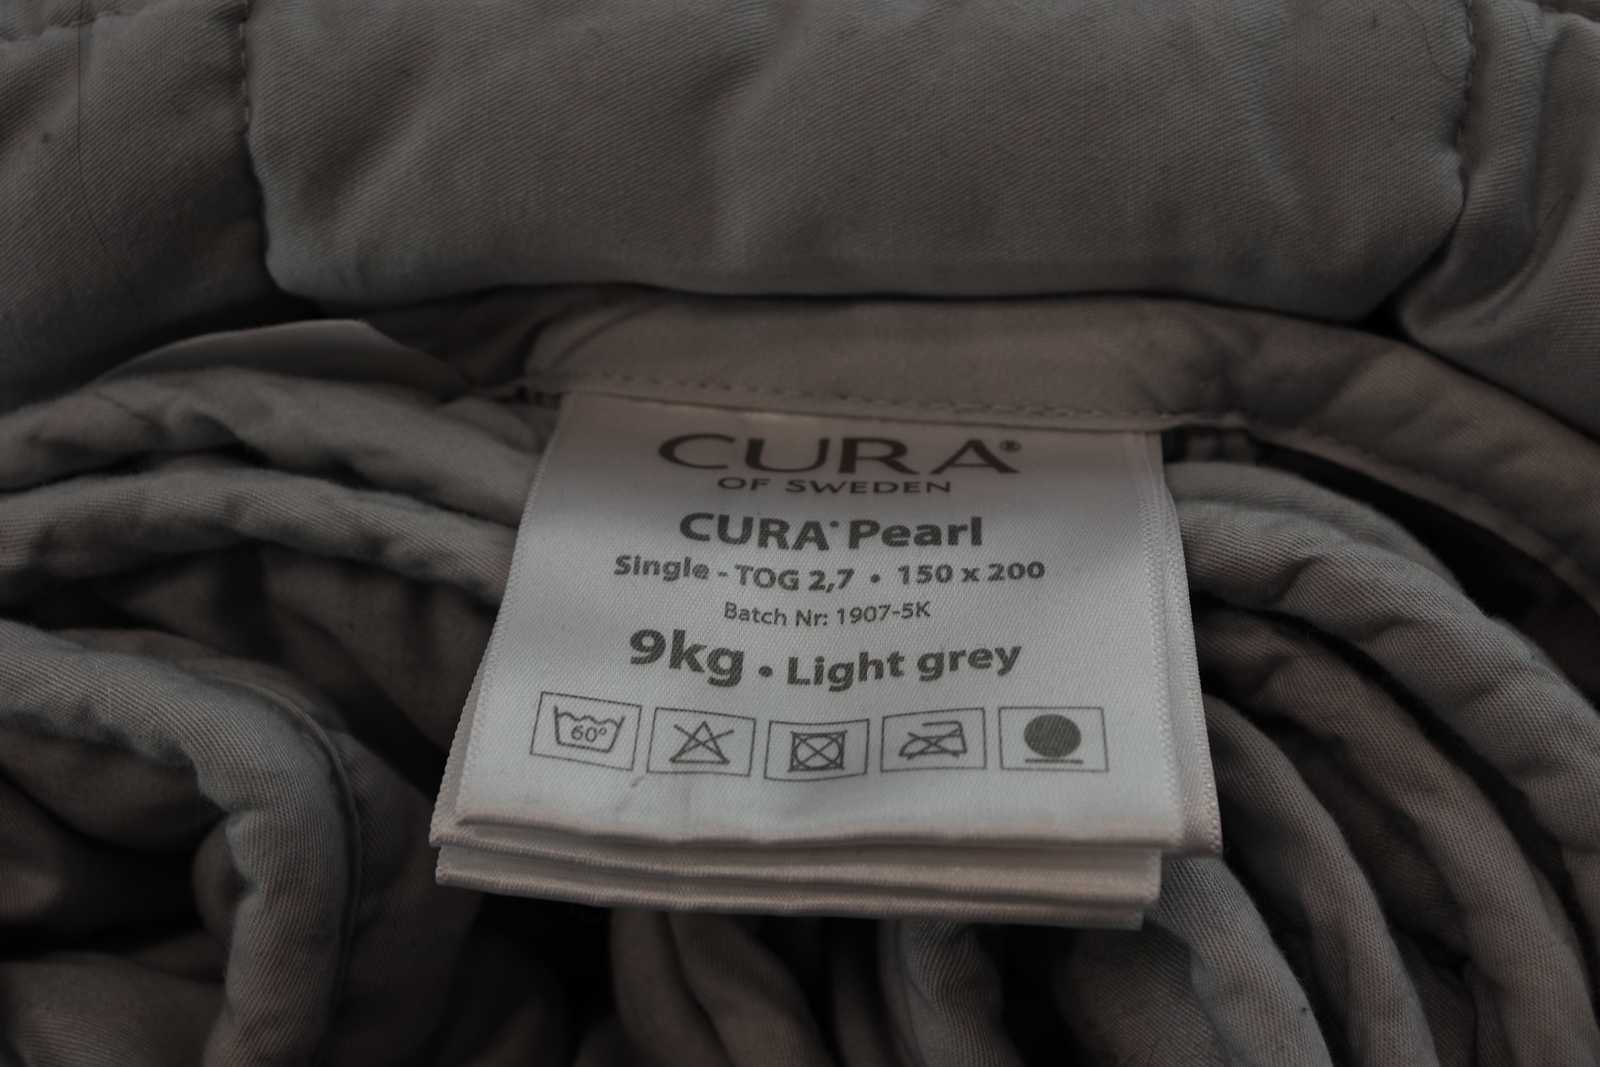 CURA®
OF SWEDEN
CURA® Pearl
Single - TOG 2,7 • 150 x 200
Batch Nr: 1907-5K
9kg • Light grey
60°